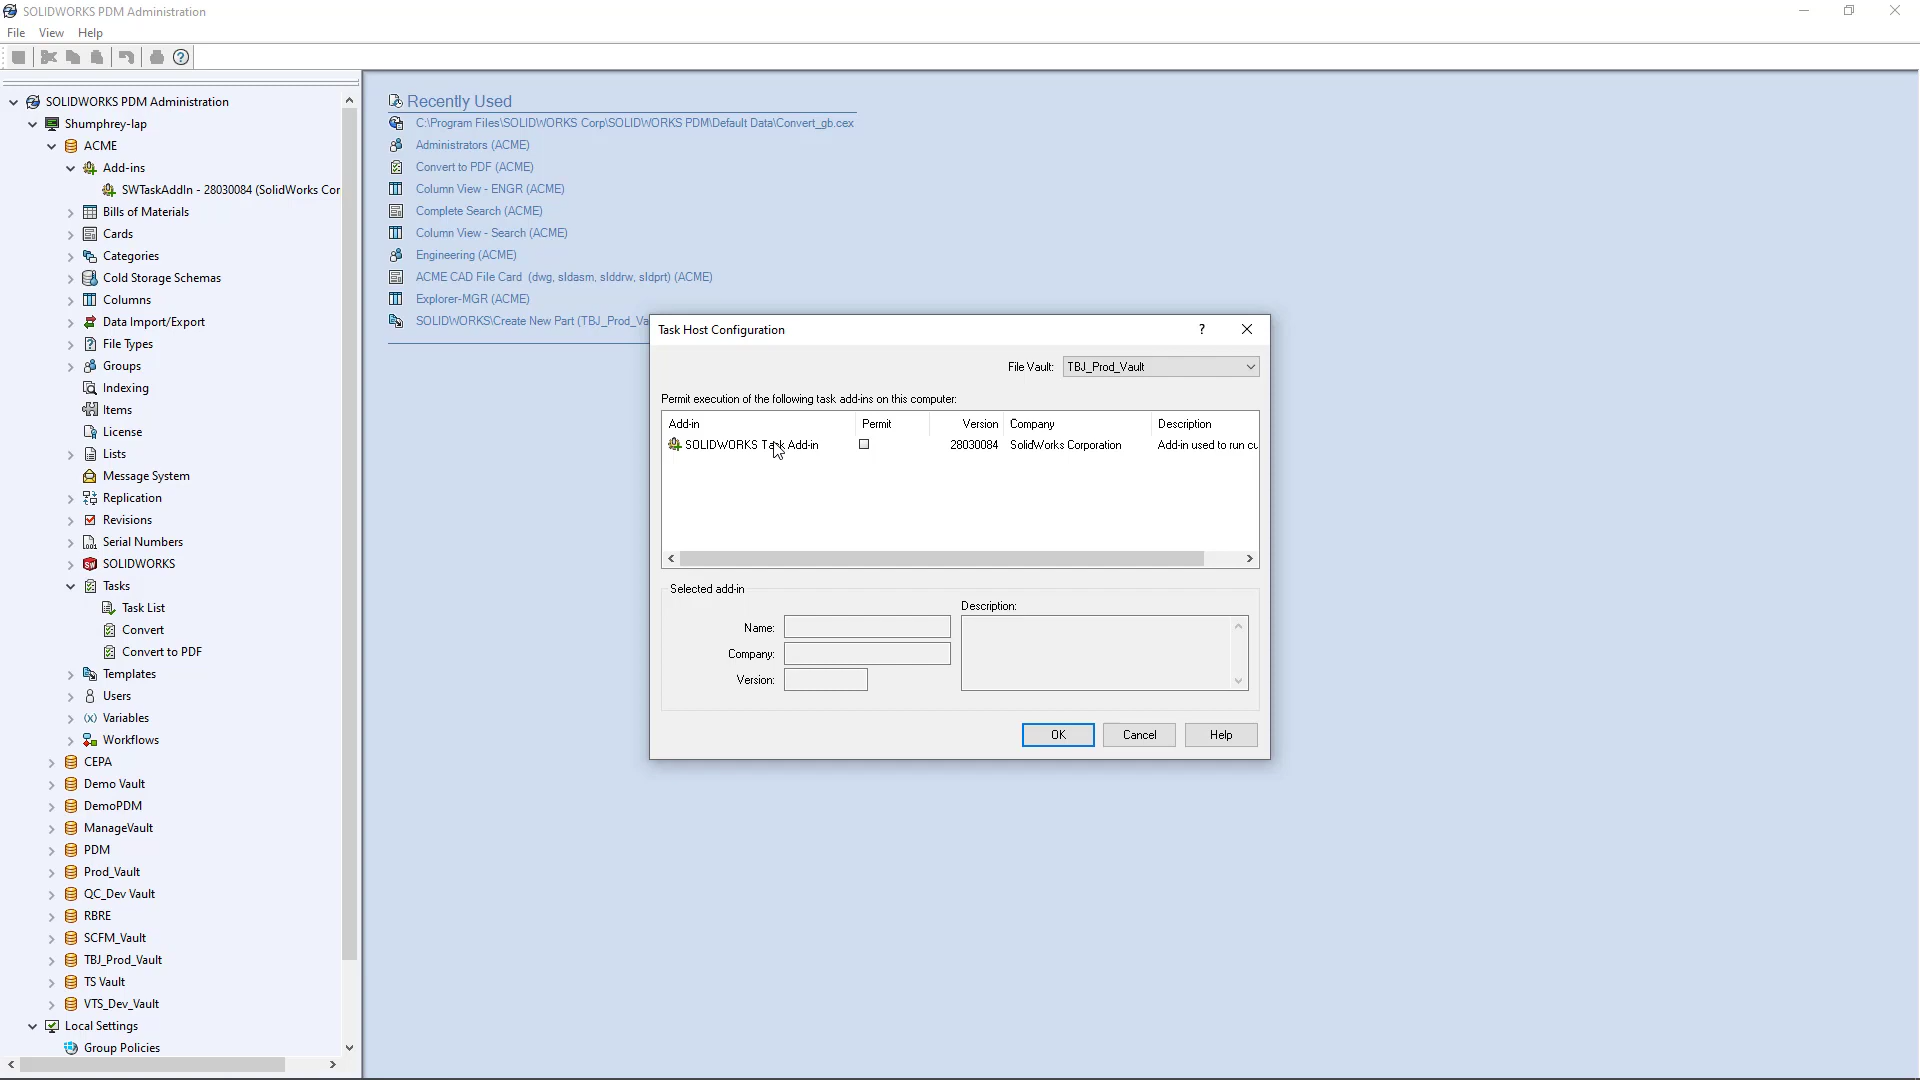 SOLIDWORKS PDM Administration
File View Help
SOLIDWORKS PDM Administration
Shumphrey-lap
ACME
Add-ins
SWTaskAddIn - 28030084 (SolidWorks Cor
Bills of Materials
Cards
Categories
Cold Storage Schemas
Columns
Data Import/Export
File Types
Groups
Indexing
Items
License
Lists
Message System
Replication
Revisions
Serial Numbers
SOLIDWORKS
Tasks
Task List
Convert
Convert to PDF
Templates
Users
Variables
Workflows
CEPA
Demo Vault
DemoPDM
ManageVault
PDM
Prod_Vault
QC_Dev Vault
RBRE
SCFM_Vault
TBJ_Prod_Vault
TS Vault
VTS_Dev_Vault
Local Settings
Group Policies
Recently Used
C:\Program Files\SOLIDWORKS Corp\SOLIDWORKS PDM\Default Data\Convert_gb.cex
Administrators (ACME)
Convert to PDF (ACME)
Column View - ENGR (ACME)
Complete Search (ACME)
Column View - Search (ACME)
Engineering (ACME)
ACME CAD File Card (dwg, sldasm, slddrw, sldprt) (ACME)
Explorer-MGR (ACME)
SOLIDWORKS\Create New Part (TBJ_Prod_Va
Task Host Configuration
File Vault: TBJ_Prod_Vault
Permit execution of the following task add-ins on this computer:
Add-in Permit Version Company Description
SOLIDWORKS Task Add-in 28030084 SolidWorks Corporation Add-in used to run cu
Selected add-in
Name:
Company:
Version:
Description:
OK Cancel Help